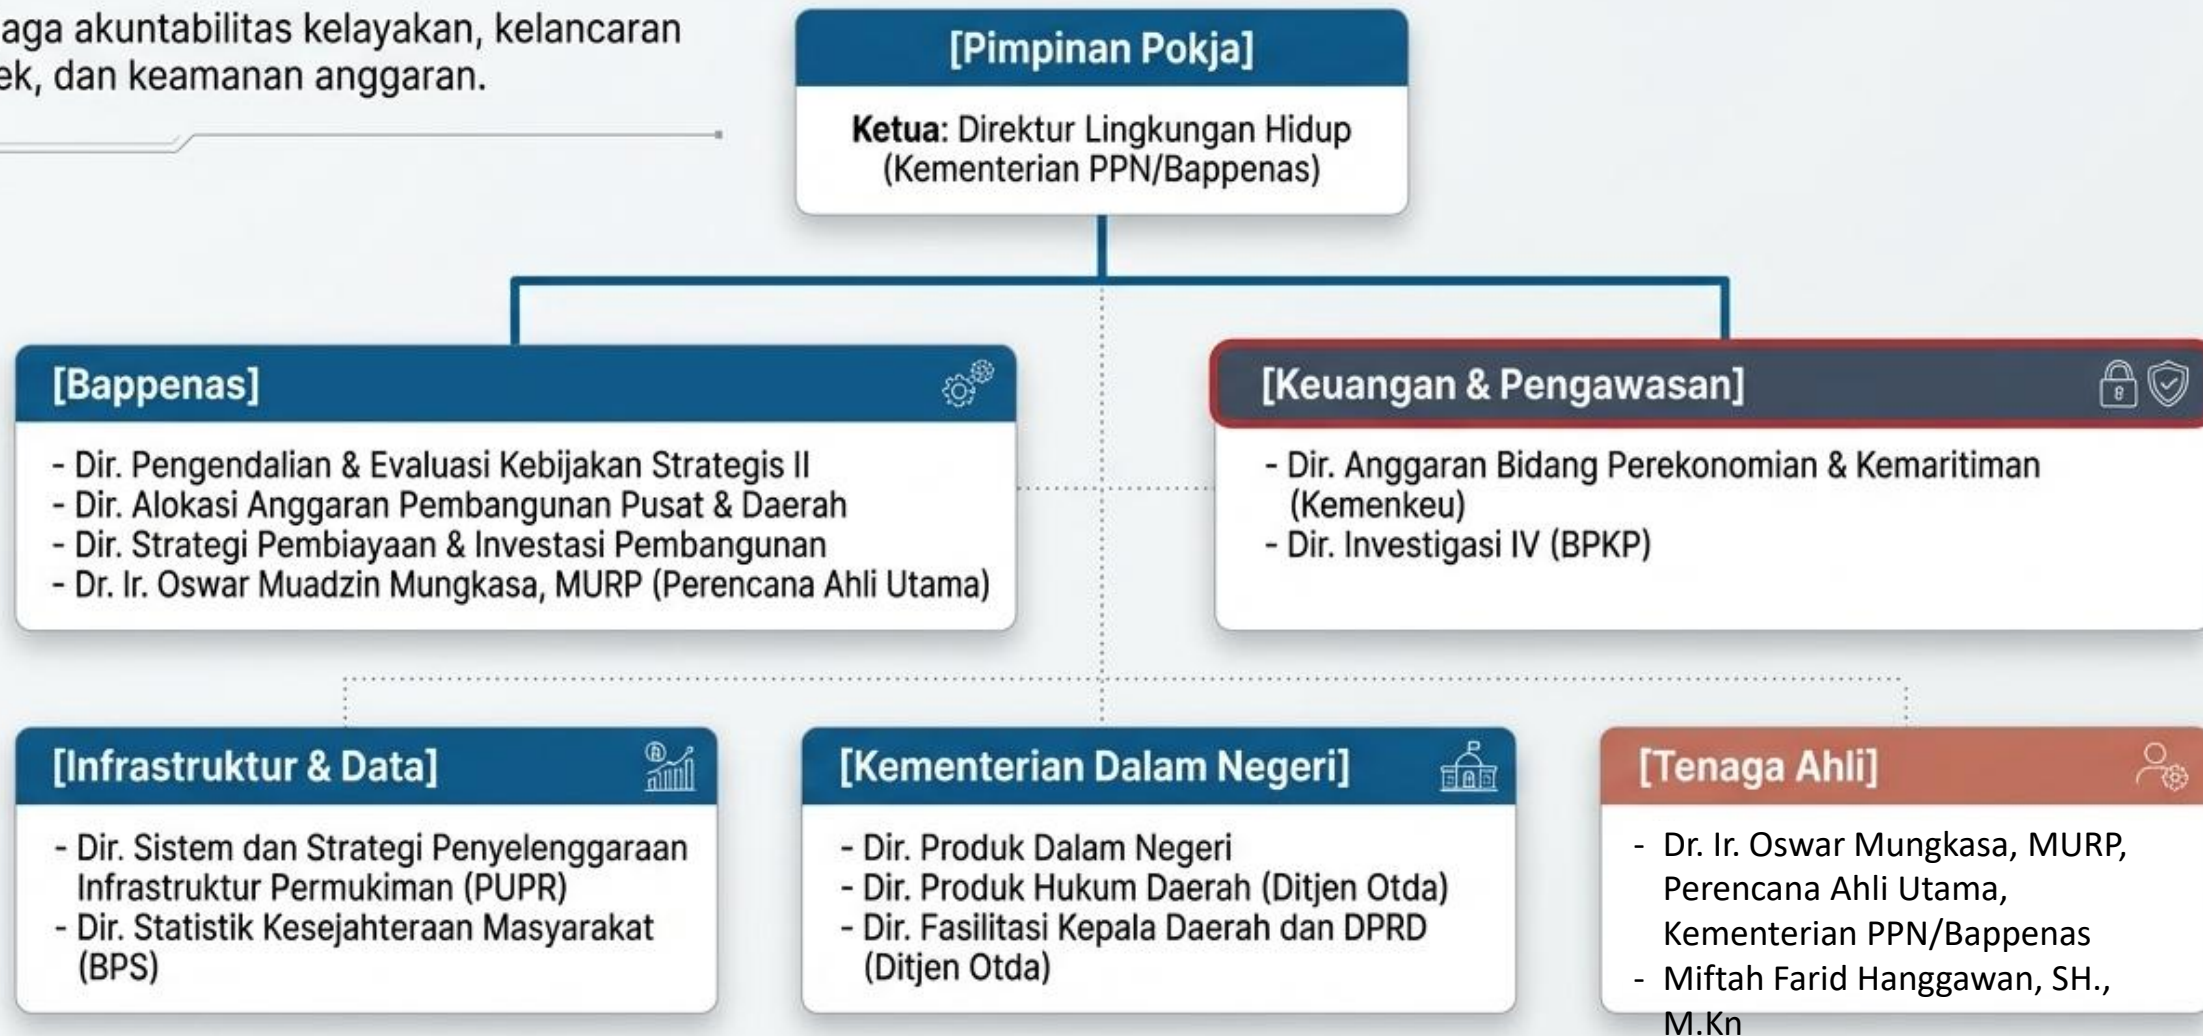 aga akuntabilitas kelayakan, kelancaran
ek, dan keamanan anggaran.
[Pimpinan Pokja]
Ketua: Direktur Lingkungan Hidup
(Kementerian PPN/Bappenas)
[Bappenas]
- Dir. Pengendalian & Evaluasi Kebijakan Strategis II
- Dir. Alokasi Anggaran Pembangunan Pusat & Daerah
- Dir. Strategi Pembiayaan & Investasi Pembangunan
- Dr. Ir. Oswar Muadzin Mungkasa, MURP (Perencana Ahli Utama)
[Keuangan & Pengawasan]
- Dir. Anggaran Bidang Perekonomian & Kemaritiman
(Kemenkeu)
- Dir. Investigasi IV (BPKP)
[Infrastruktur & Data]
- Dir. Sistem dan Strategi Penyelenggaraan
Infrastruktur Permukiman (PUPR)
- Dir. Statistik Kesejahteraan Masyarakat
(BPS)
[Kementerian Dalam Negeri]
- Dir. Produk Dalam Negeri
- Dir. Produk Hukum Daerah (Ditjen Otda)
- Dir. Fasilitasi Kepala Daerah dan DPRD
(Ditjen Otda)
[Tenaga Ahli]
- Dr. Ir. Oswar Mungkasa, MURP,
Perencana Ahli Utama,
Kementerian PPN/Bappenas
- Miftah Farid Hanggawan, SH.,
M.Kn